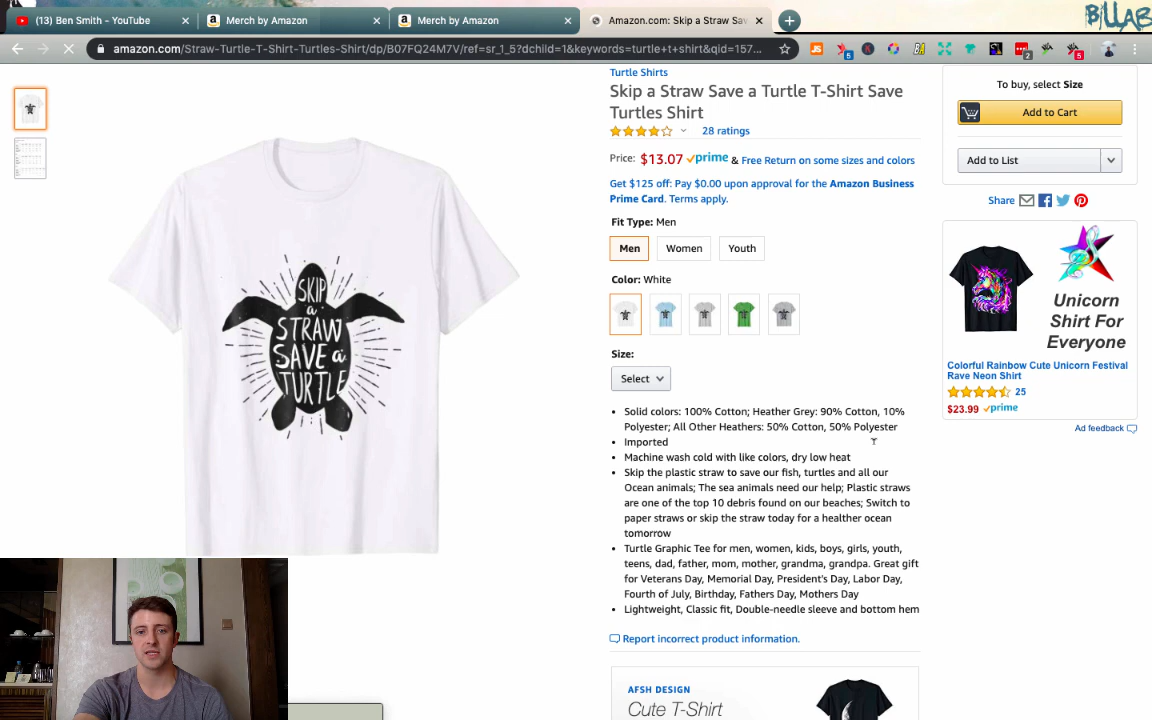 (13) Ben Smith - YouTube
Merch by Amazon
Merch by Amazon
Amazon.com: Skip a Straw Sav
BILLAB
amazon.com/Straw-Turtle-T-Shirt-Turtles-Shirt/dp/B07FQ24M7V/ref=sr_1_5?dchild=1&keywords=turtle+t+shirt&qid=157...
Turtle Shirts
Skip a Straw Save a Turtle T-Shirt Save
Turtles Shirt
28 ratings
Price: $13.07 prime & Free Return on some sizes and colors
Get $125 off: Pay $0.00 upon approval for the Amazon Business
Prime Card. Terms apply.
Fit Type: Men
Men
Women
Youth
Color: White
Size:
Select
Solid colors: 100% Cotton; Heather Grey: 90% Cotton, 10%
Polyester; All Other Heathers: 50% Cotton, 50% Polyester
Imported
Machine wash cold with like colors, dry low heat
Skip the plastic straw to save our fish, turtles and all our
Ocean animals; The sea animals need our help; Plastic straws
are one of the top 10 debris found on our beaches; Switch to
paper straws or skip the straw today for a healther ocean
tomorrow
Turtle Graphic Tee for men, women, kids, boys, girls, youth,
teens, dad, father, mom, mother, grandma, grandpa. Great gift
for Veterans Day, Memorial Day, President's Day, Labor Day,
Fourth of July, Birthday, Fathers Day, Mothers Day
Lightweight, Classic fit, Double-needle sleeve and bottom hem
Report incorrect product information.
AFSH DESIGN
Cute T-Shirt
SKIP
a
STRAW
SAVE a
TURTLE
To buy, select Size
Add to Cart
Add to List
Share
Unicorn
Shirt For
Everyone
Colorful Rainbow Cute Unicorn Festival
Rave Neon Shirt
25
$23.99 prime
Ad feedback